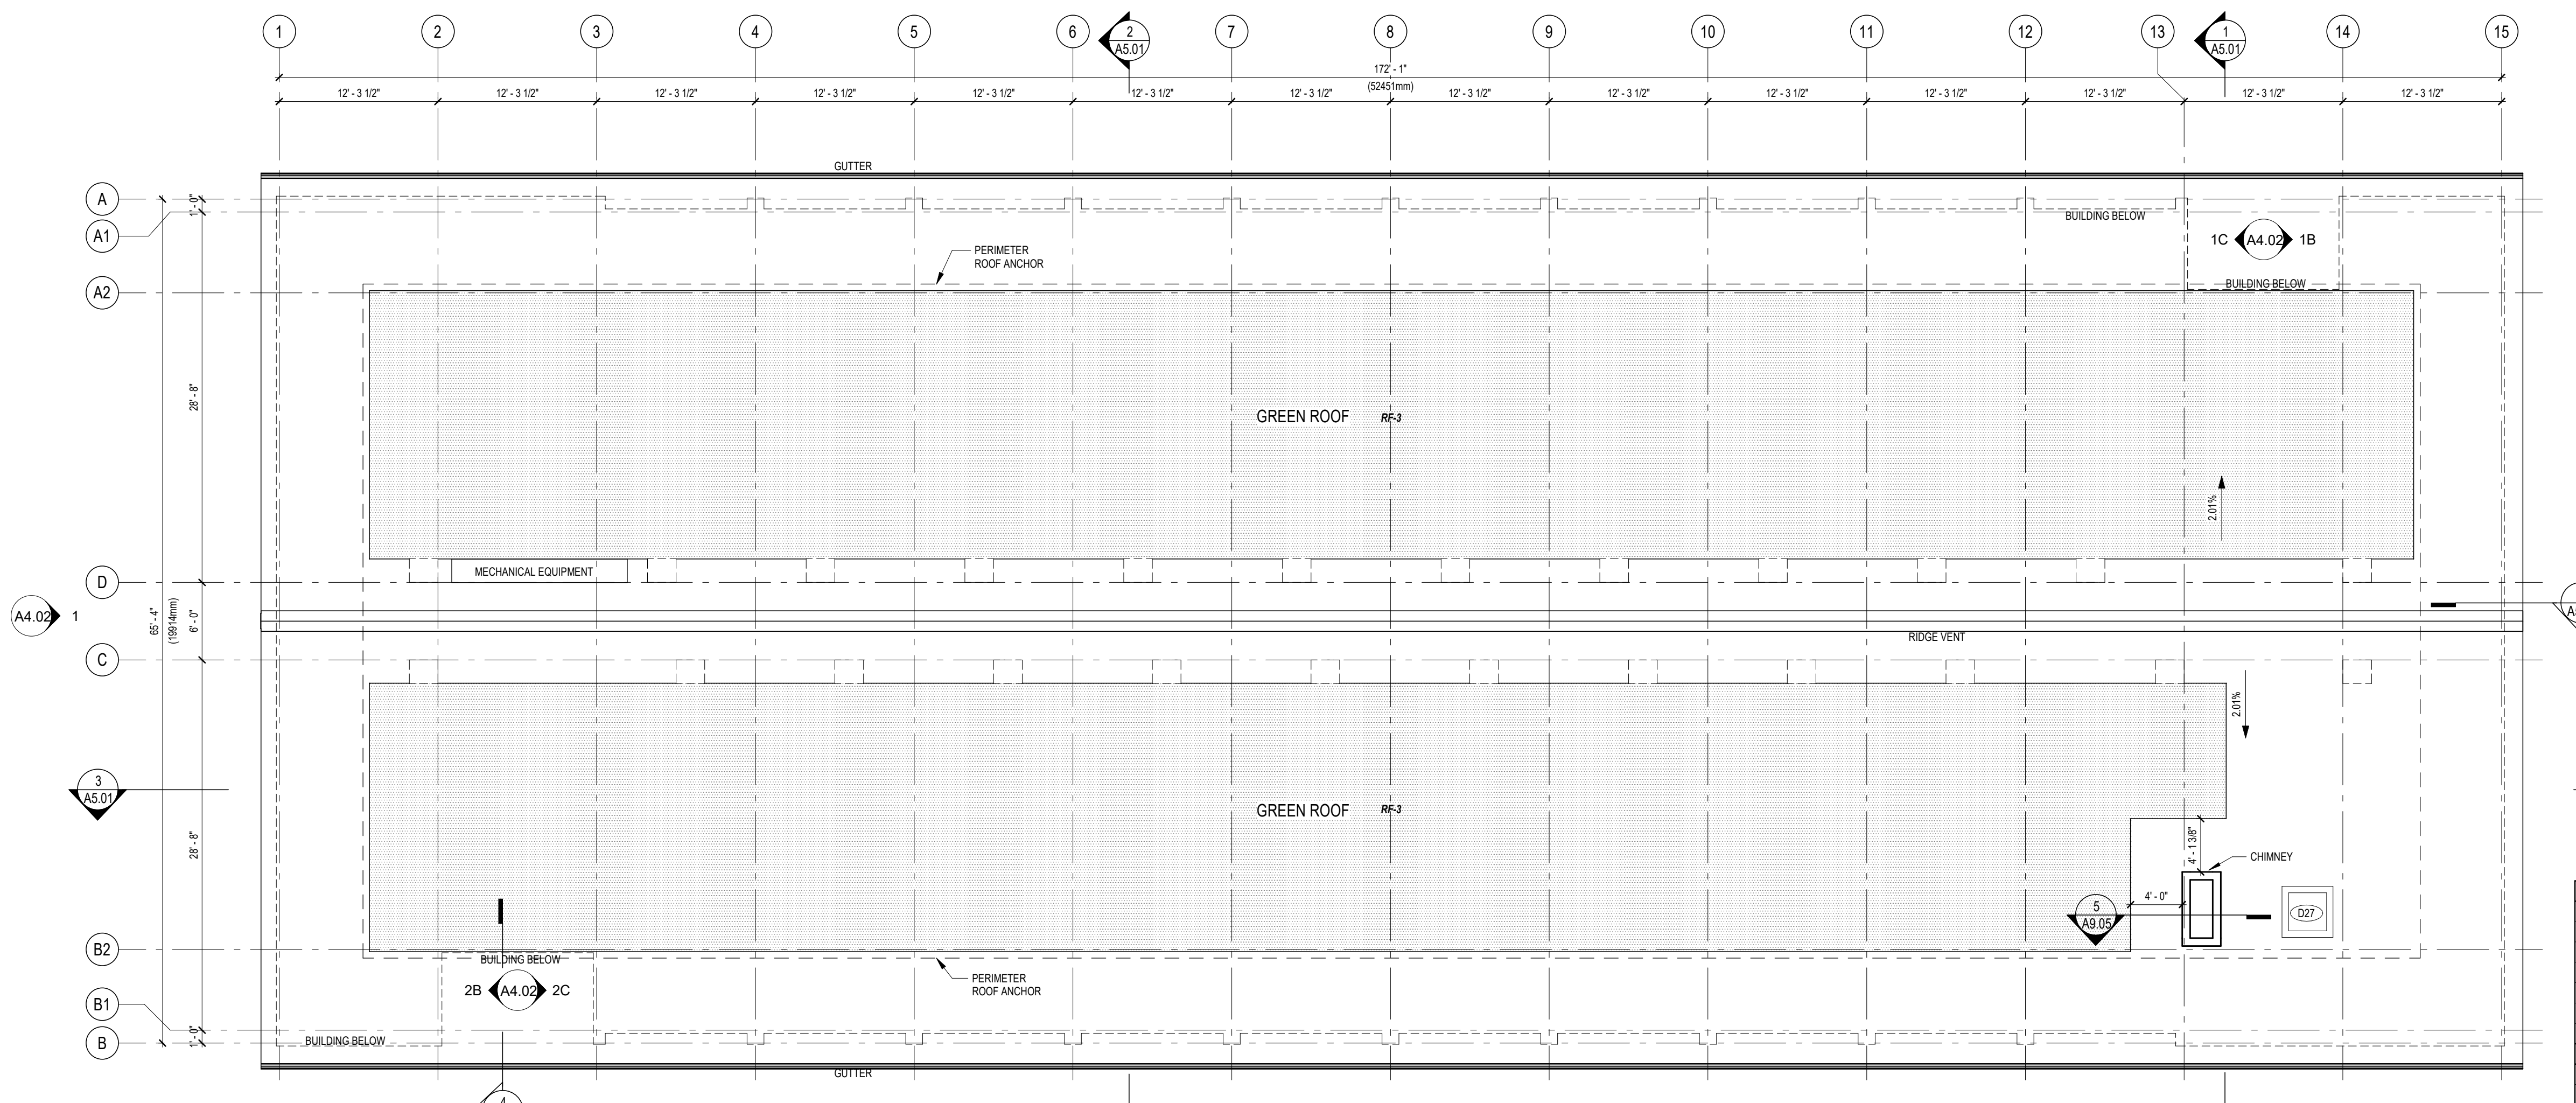 1 2 3 4 5 6 7 8 9 10 11 12 13 14 15
2
A5.01
1
A5.01
172' - 1"
(52451mm)
12' - 3 1/2" 12' - 3 1/2" 12' - 3 1/2" 12' - 3 1/2" 12' - 3 1/2" 12' - 3 1/2" 12' - 3 1/2" 12' - 3 1/2" 12' - 3 1/2" 12' - 3 1/2" 12' - 3 1/2" 12' - 3 1/2" 12' - 3 1/2" 12' - 3 1/2"
GUTTER
A
1' - 0"
A1
BUILDING BELOW
1C A4.02 1B
PERIMETER
ROOF ANCHOR
BUILDING BELOW
A2
28' - 8"
GREEN ROOF RF-3
2.01%
MECHANICAL EQUIPMENT
D
A4.02 1
65' - 4"
(19914mm)
6' - 0"
RIDGE VENT
C
2.01%
3
A5.01
GREEN ROOF RF-3
28' - 8"
4' - 1 3/8"
CHIMNEY
4' - 0"
5
A9.05
D27
B2
BUILDING BELOW
2B A4.02 2C
PERIMETER
ROOF ANCHOR
B1
1' - 0"
B
BUILDING BELOW
GUTTER
4